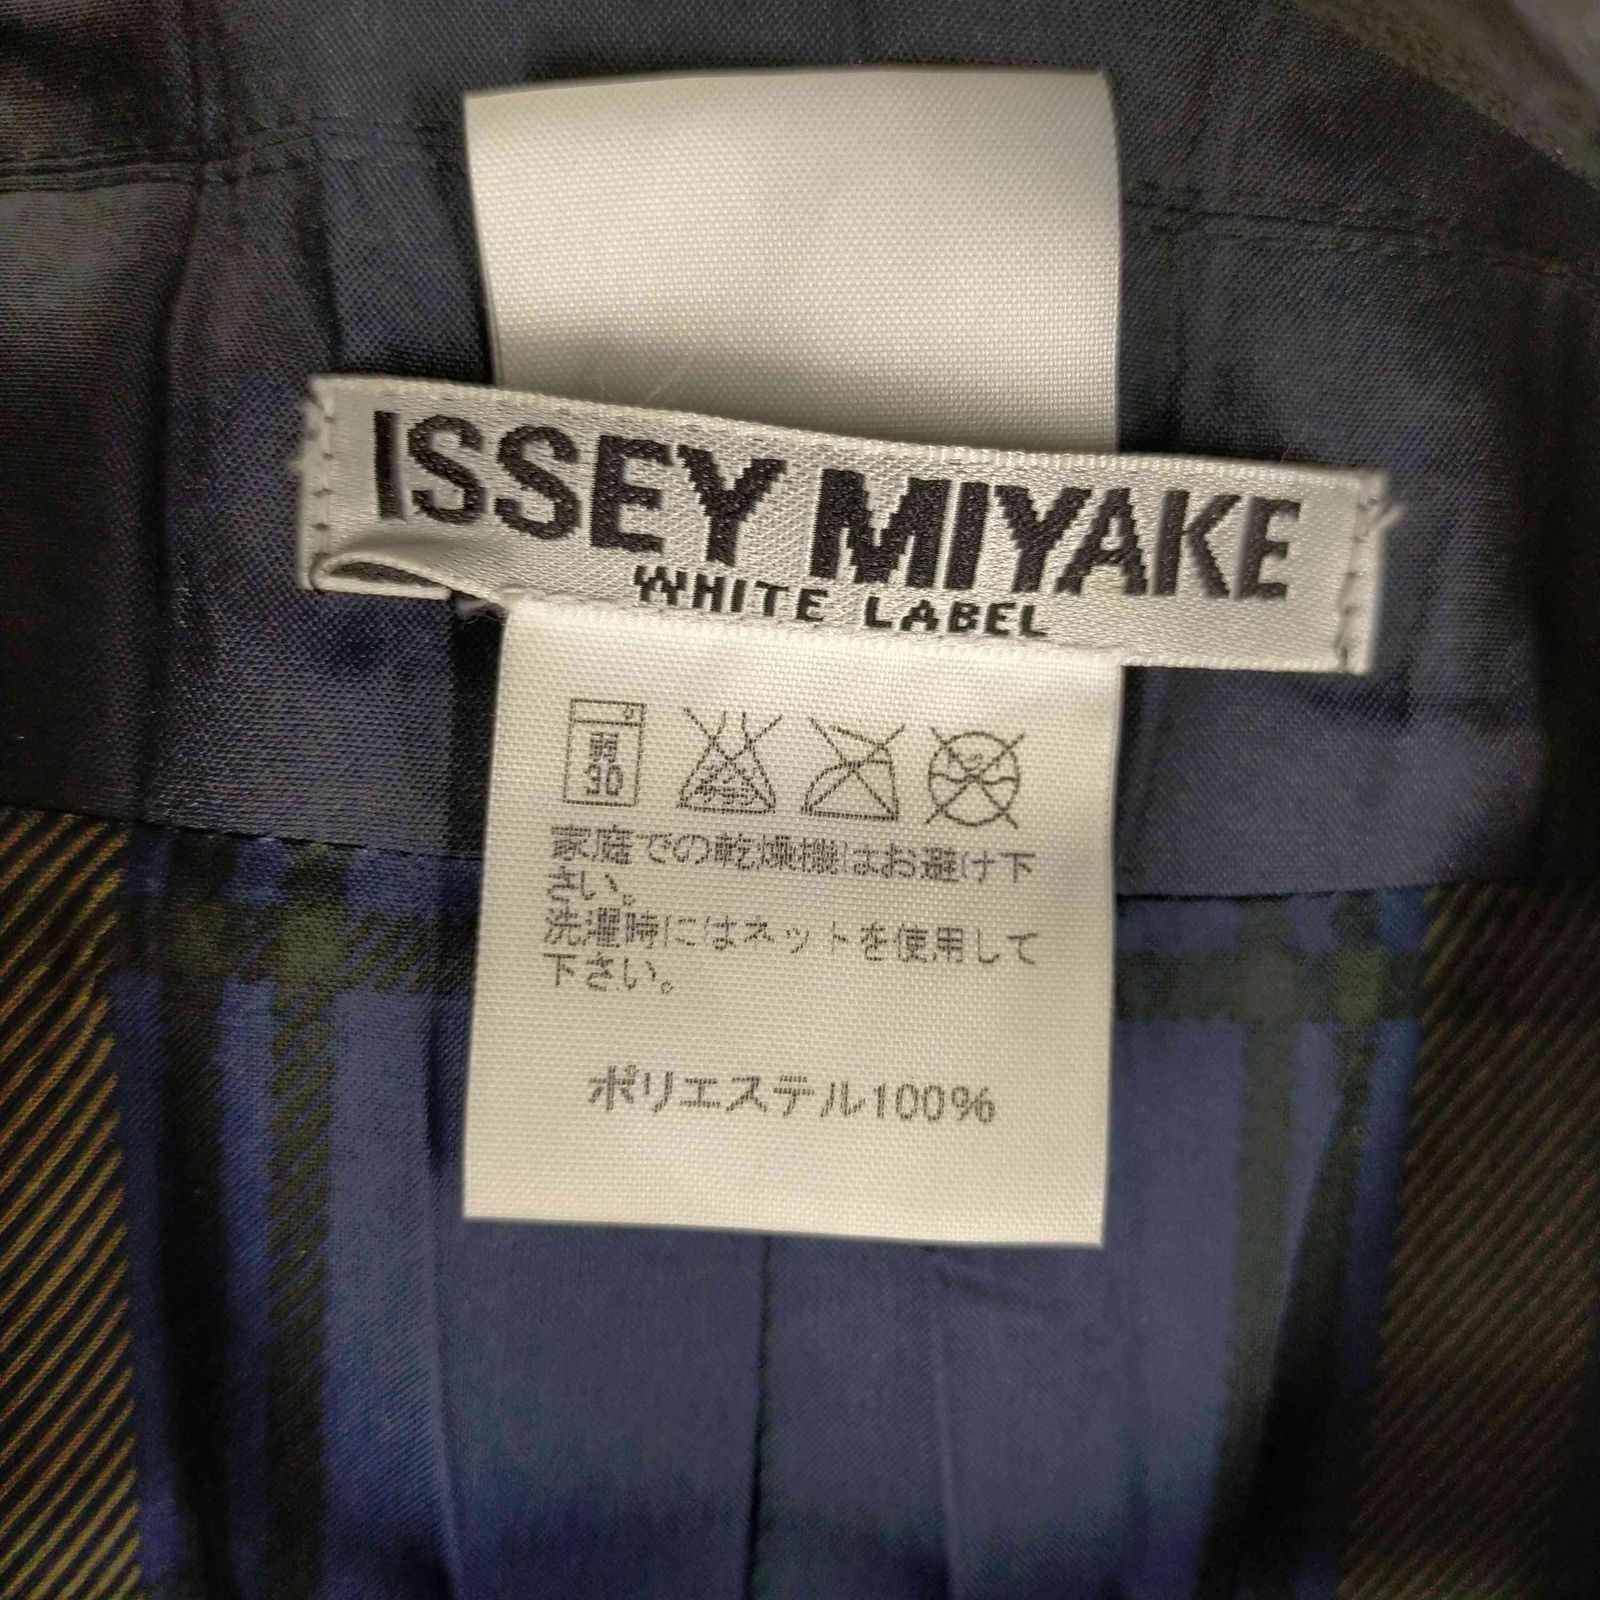 ISSEY MIYAKE
WHITE LABEL
弱
30
家庭での乾燥機はお避け下
さい。
洗濯時にはネットを使用して
下さい。
ポリエステル100%